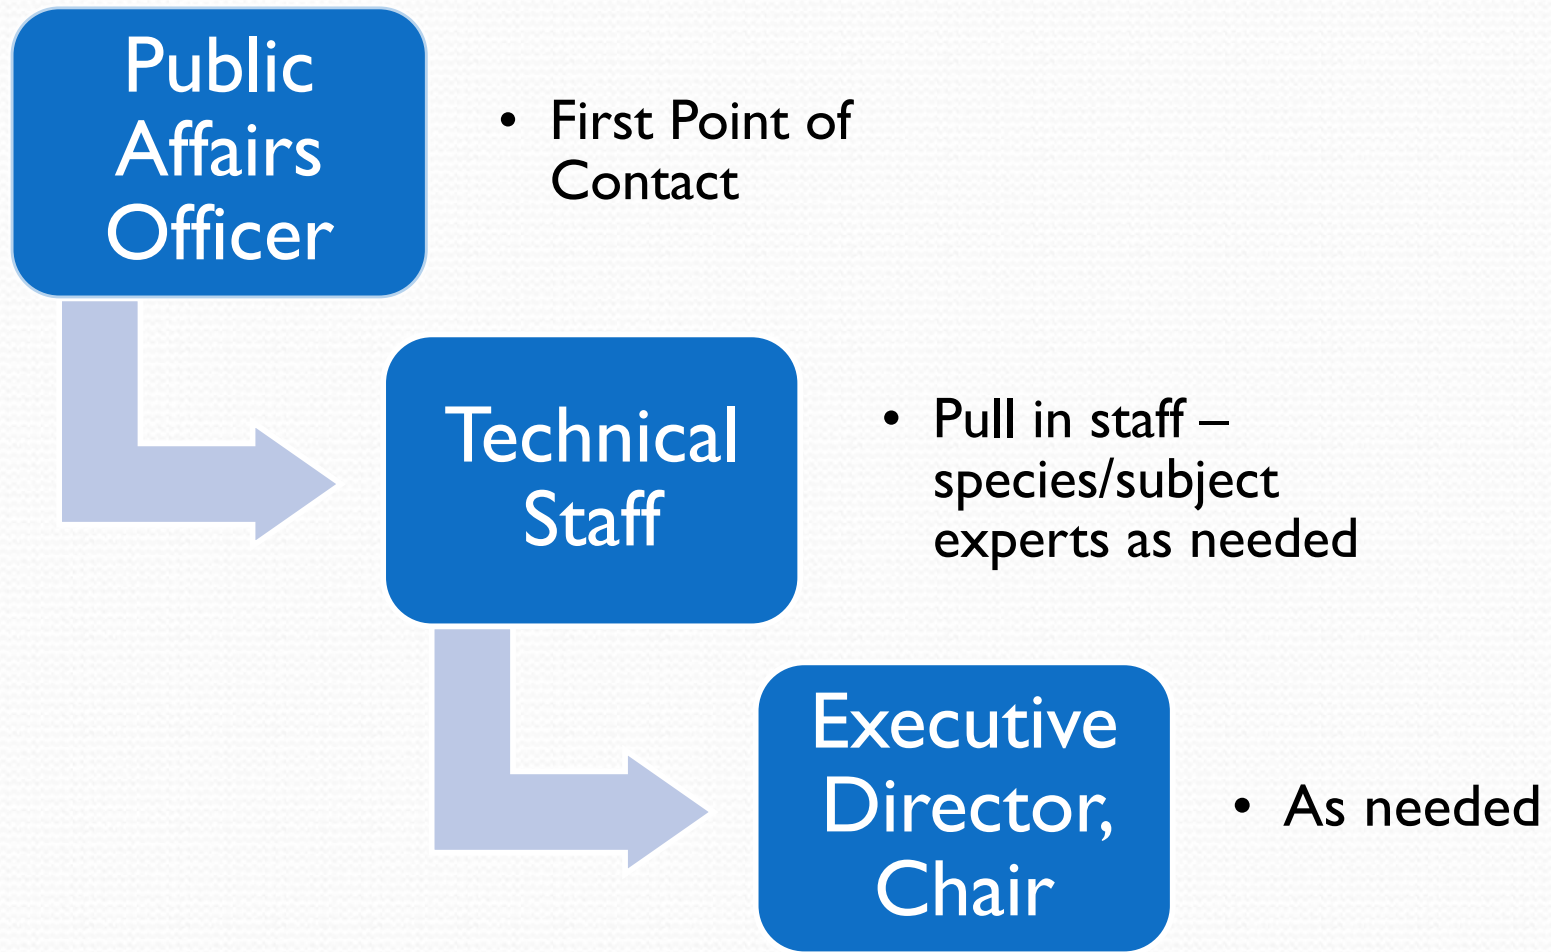 Public
Affairs
Officer
• First Point of
Contact
Technical
Staff
• Pull in staff –
species/subject
experts as needed
Executive
Director,
Chair
• As needed